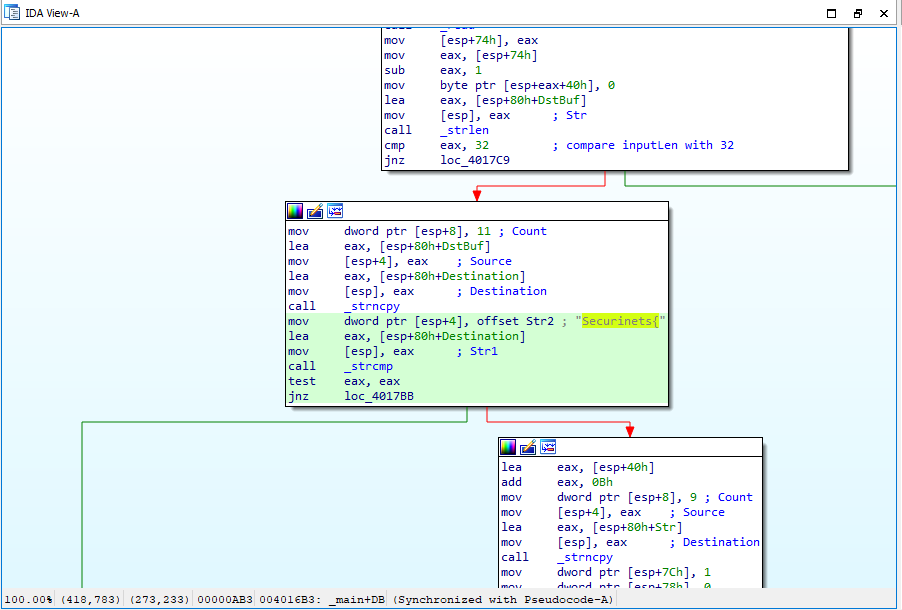 IDA View-A
mov [esp+74h], eax
mov eax, [esp+74h]
sub eax, 1
mov byte ptr [esp+eax+40h], 0
lea eax, [esp+80h+DstBuf]
mov [esp], eax ; Str
call _strlen
cmp eax, 32 ; compare inputLen with 32
jnz loc_4017C9
mov dword ptr [esp+8], 11 ; Count
lea eax, [esp+80h+DstBuf]
mov [esp+4], eax ; Source
lea eax, [esp+80h+Destination]
mov [esp], eax ; Destination
call _strncpy
mov dword ptr [esp+4], offset Str2 ; "Securinets{"
lea eax, [esp+80h+Destination]
mov [esp], eax ; Str1
call _strcmp
test eax, eax
jnz loc_4017BB
lea eax, [esp+40h]
add eax, 0Bh
mov dword ptr [esp+8], 9 ; Count
mov [esp+4], eax ; Source
lea eax, [esp+80h+Str]
mov [esp], eax ; Destination
call _strncpy
mov dword ptr [esp+7Ch], 1
mov dword ptr [esp+78h], 0
100.00% (418,783) (273,233) 00000AB3 004016B3: _main+DB (Synchronized with Pseudocode-A)